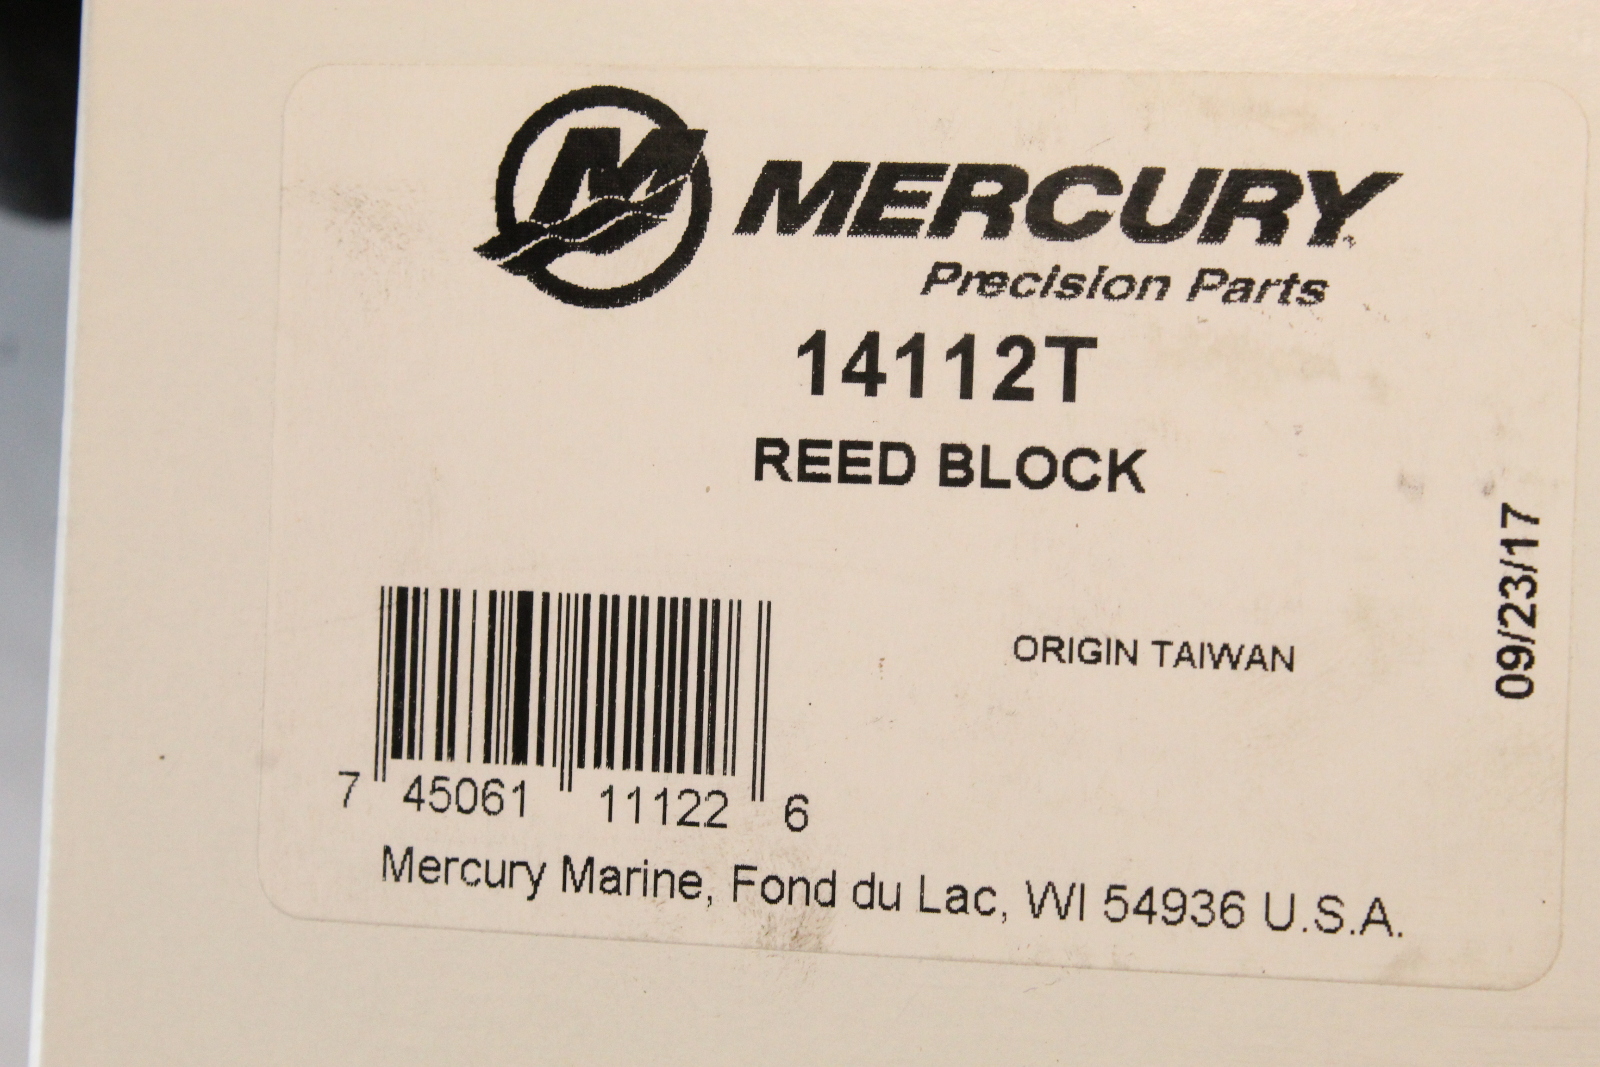 M MERCURY
Precision Parts
14112T
REED BLOCK
ORIGIN TAIWAN
09/23/17
7 45061 11122 6
Mercury Marine, Fond du Lac, WI 54936 U.S.A.